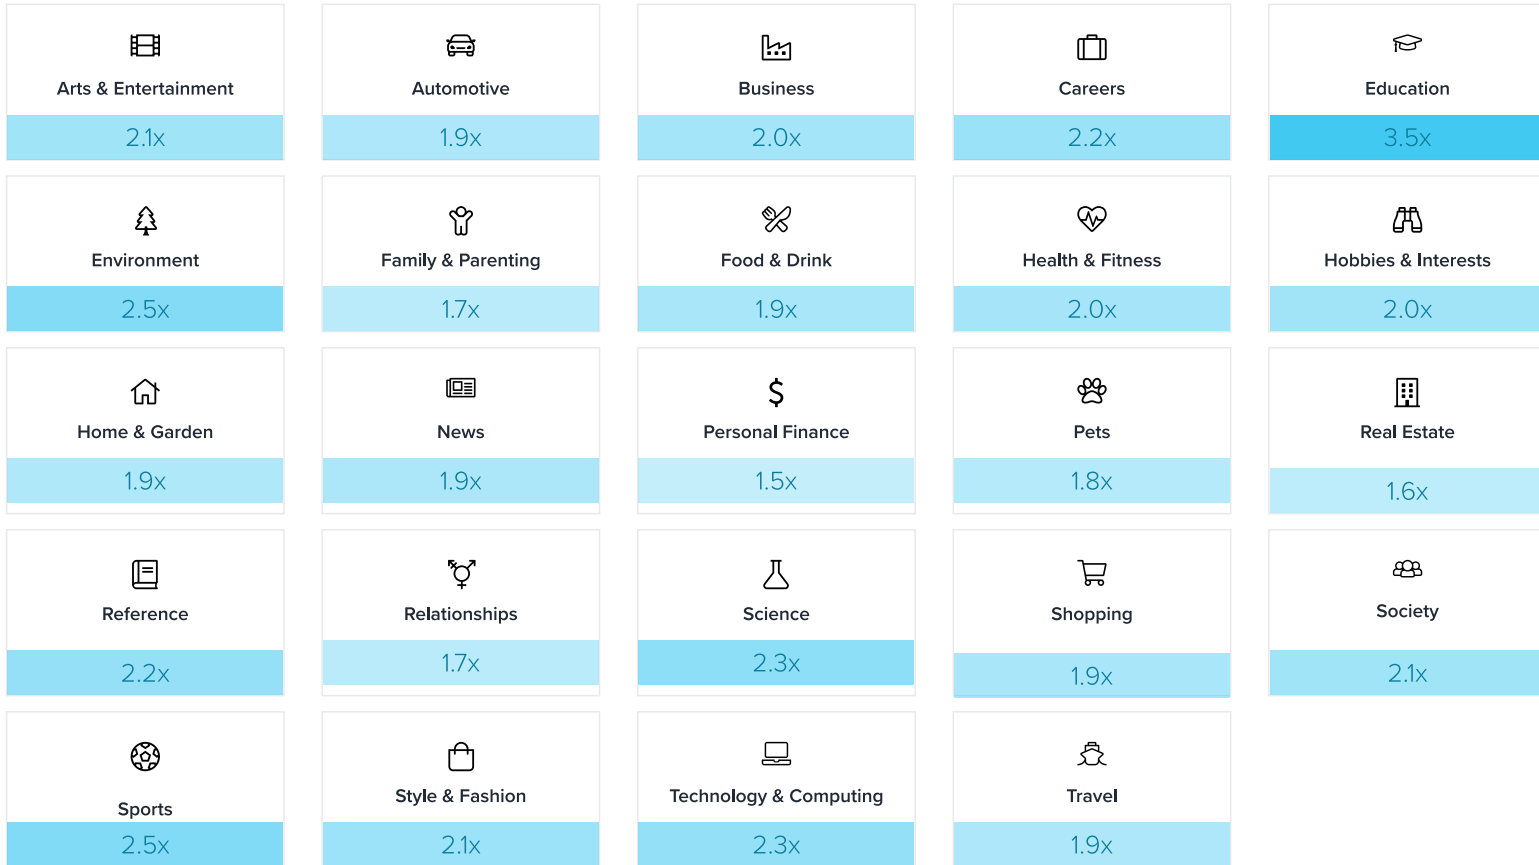 Arts & Entertainment
2.1x
Automotive
1.9x
Business
2.0x
Careers
2.2x
Education
3.5x
Environment
2.5x
Family & Parenting
1.7x
Food & Drink
1.9x
Health & Fitness
2.0x
Hobbies & Interests
2.0x
Home & Garden
1.9x
News
1.9x
$
Personal Finance
1.5x
Pets
1.8x
Real Estate
1.6x
Reference
2.2x
Relationships
1.7x
Science
2.3x
Shopping
1.9x
Society
2.1x
Sports
2.5x
Style & Fashion
2.1x
Technology & Computing
2.3x
Travel
1.9x